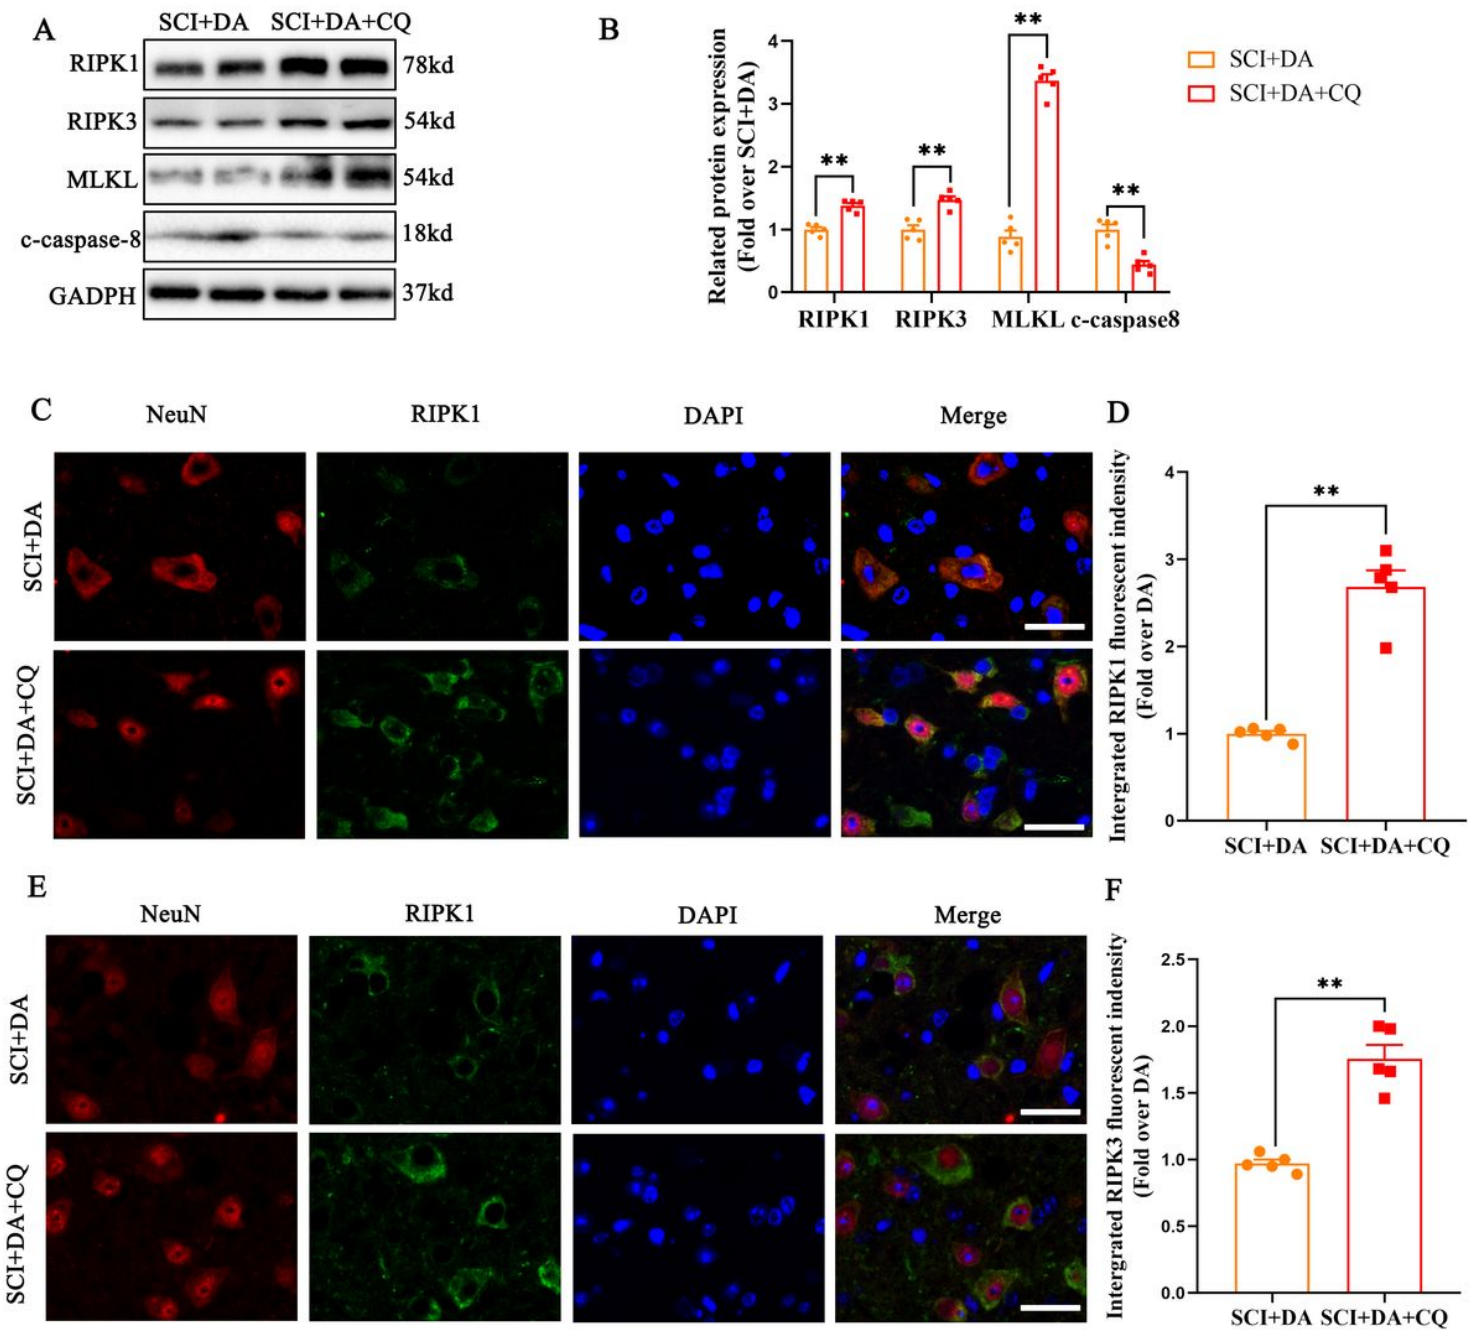 A
SCI+DA SCI+DA+CQ
RIPK1 78kd
RIPK3 54kd
MLKL 54kd
c-caspase-8 18kd
GADPH 37kd
B
Related protein expression
(Fold over SCI+DA)
4
3
2
1
0
** ** ** **
RIPK1 RIPK3 MLKL c-caspase8
SCI+DA
SCI+DA+CQ
C
NeuN RIPK1 DAPI Merge
SCI+DA
SCI+DA+CQ
D
Intergrated RIPK1 fluorescent indensity
(Fold over DA)
4
3
2
1
0
**
SCI+DA SCI+DA+CQ
E
NeuN RIPK1 DAPI Merge
SCI+DA
SCI+DA+CQ
F
Intergrated RIPK3 fluorescent indensity
(Fold over DA)
2.5
2.0
1.5
1.0
0.5
0.0
**
SCI+DA SCI+DA+CQ